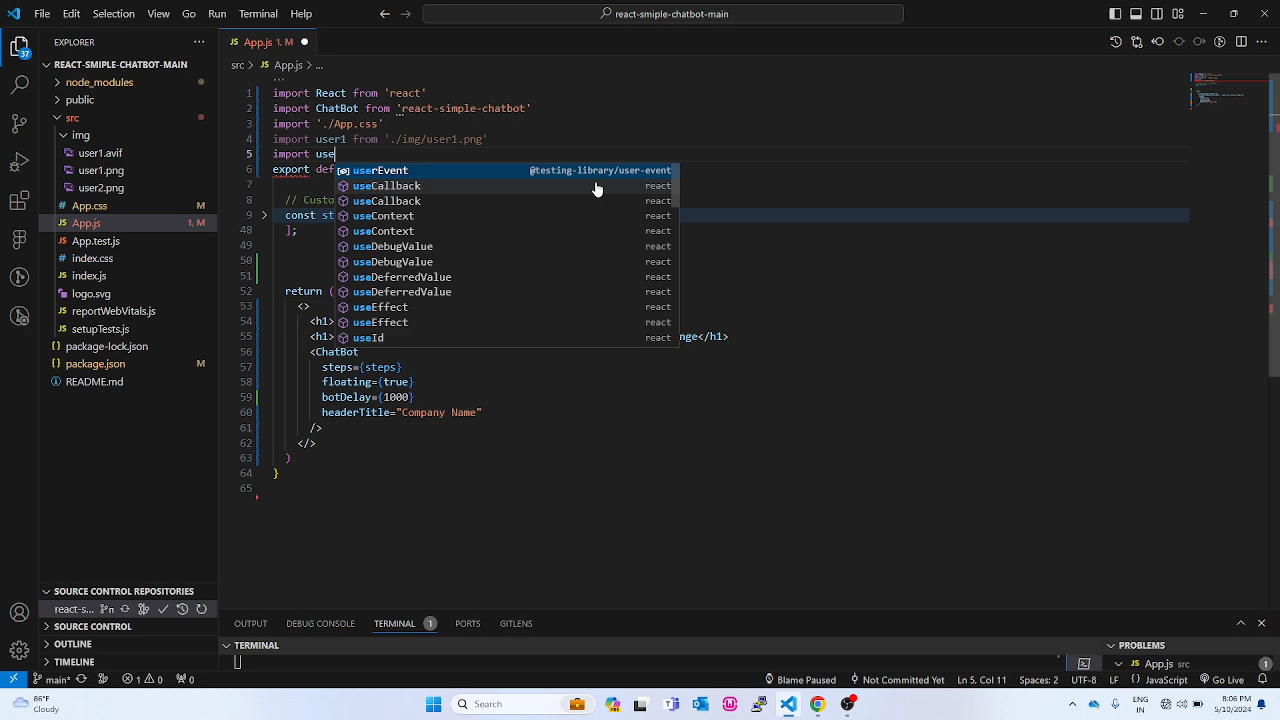 File Edit Selection View Go Run Terminal Help
react-smiple-chatbot-main
EXPLORER
37
REACT-SMIPLE-CHATBOT-MAIN
node_modules
public
src
img
user1.avif
user1.png
user2.png
App.css
App.js 1, M
App.test.js
index.css
index.js
logo.svg
reportWebVitals.js
setupTests.js
package-lock.json
package.json M
README.md
SOURCE CONTROL REPOSITORIES
react-s...
SOURCE CONTROL
OUTLINE
TIMELINE
App.js 1, M
src > App.js > ...
1 import React from 'react'
2 import ChatBot from 'react-simple-chatbot'
3 import './App.css'
4 import user1 from './img/user1.png'
5 import use
6 export def
7
8 // Custo
9 const st
48 ];
49
50
51
52 return (
53 <>
54 <h1>
55 <h1> nge</h1>
56 <ChatBot
57 steps={steps}
58 floating={true}
59 botDelay={1000}
60 headerTitle="Company Name"
61 />
62 </>
63 )
64 }
65
userEvent @testing-library/user-event
useCallback react
useCallback react
useContext react
useContext react
useDebugValue react
useDebugValue react
useDeferredValue react
useDeferredValue react
useEffect react
useEffect react
useId react
OUTPUT DEBUG CONSOLE TERMINAL 1 PORTS GITLENS
TERMINAL PROBLEMS
App.js src 1
main* 1 0 0 Blame Paused Not Committed Yet Ln 5, Col 11 Spaces: 2 UTF-8 LF JavaScript Go Live
86°F
Cloudy
Search
ENG
IN
8:06 PM
5/10/2024